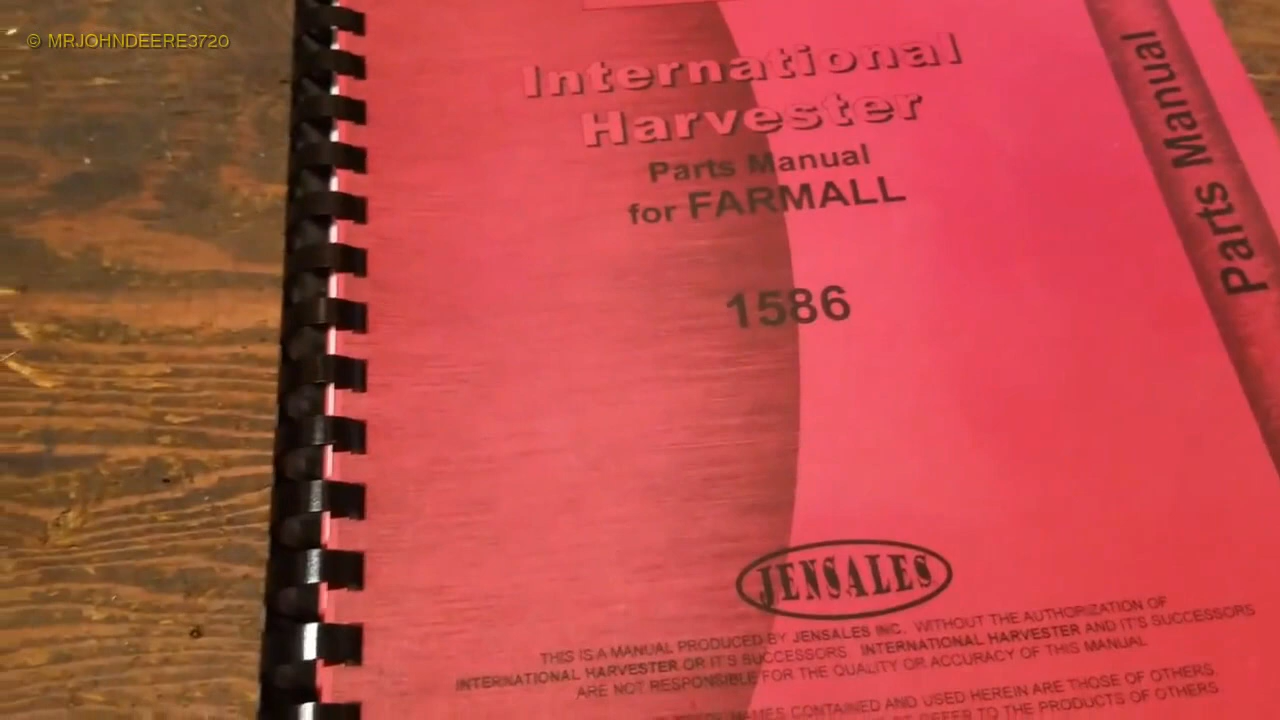 © MRJOHNDEERE3720
International
Harvester
Parts Manual
for FARMALL
1586
Parts Manual
JENSALES
THIS IS A MANUAL PRODUCED BY JENSALES INC. WITHOUT THE AUTHORIZATION OF
INTERNATIONAL HARVESTER OR IT'S SUCCESSORS. INTERNATIONAL HARVESTER AND IT'S SUCCESSORS
ARE NOT RESPONSIBLE FOR THE QUALITY OR ACCURACY OF THIS MANUAL.
NAMES CONTAINED AND USED HEREIN ARE THOSE OF OTHERS,
REFER TO THE PRODUCTS OF OTHERS